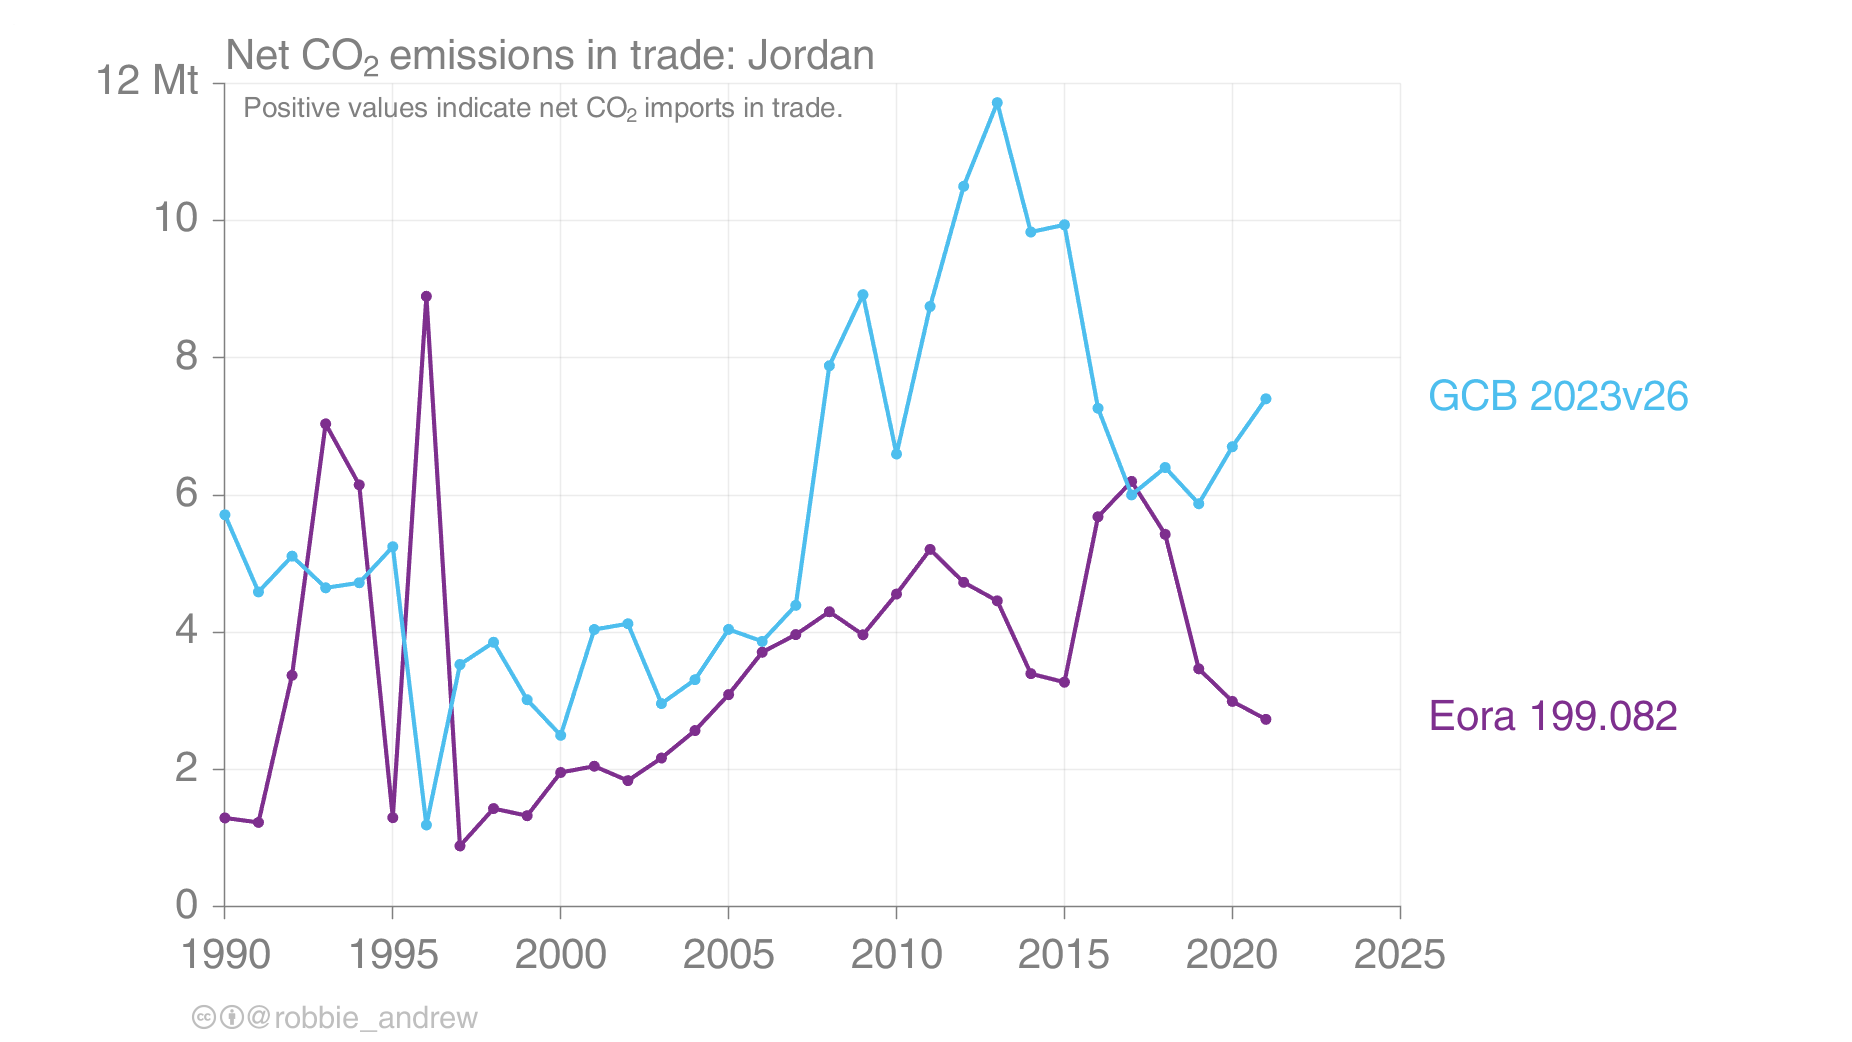 Net CO₂ emissions in trade: Jordan
12 Mt
Positive values indicate net CO₂ imports in trade.
10
8
GCB 2023v26
6
4
Eora 199.082
2
0
1990 1995 2000 2005 2010 2015 2020 2025
@robbie_andrew